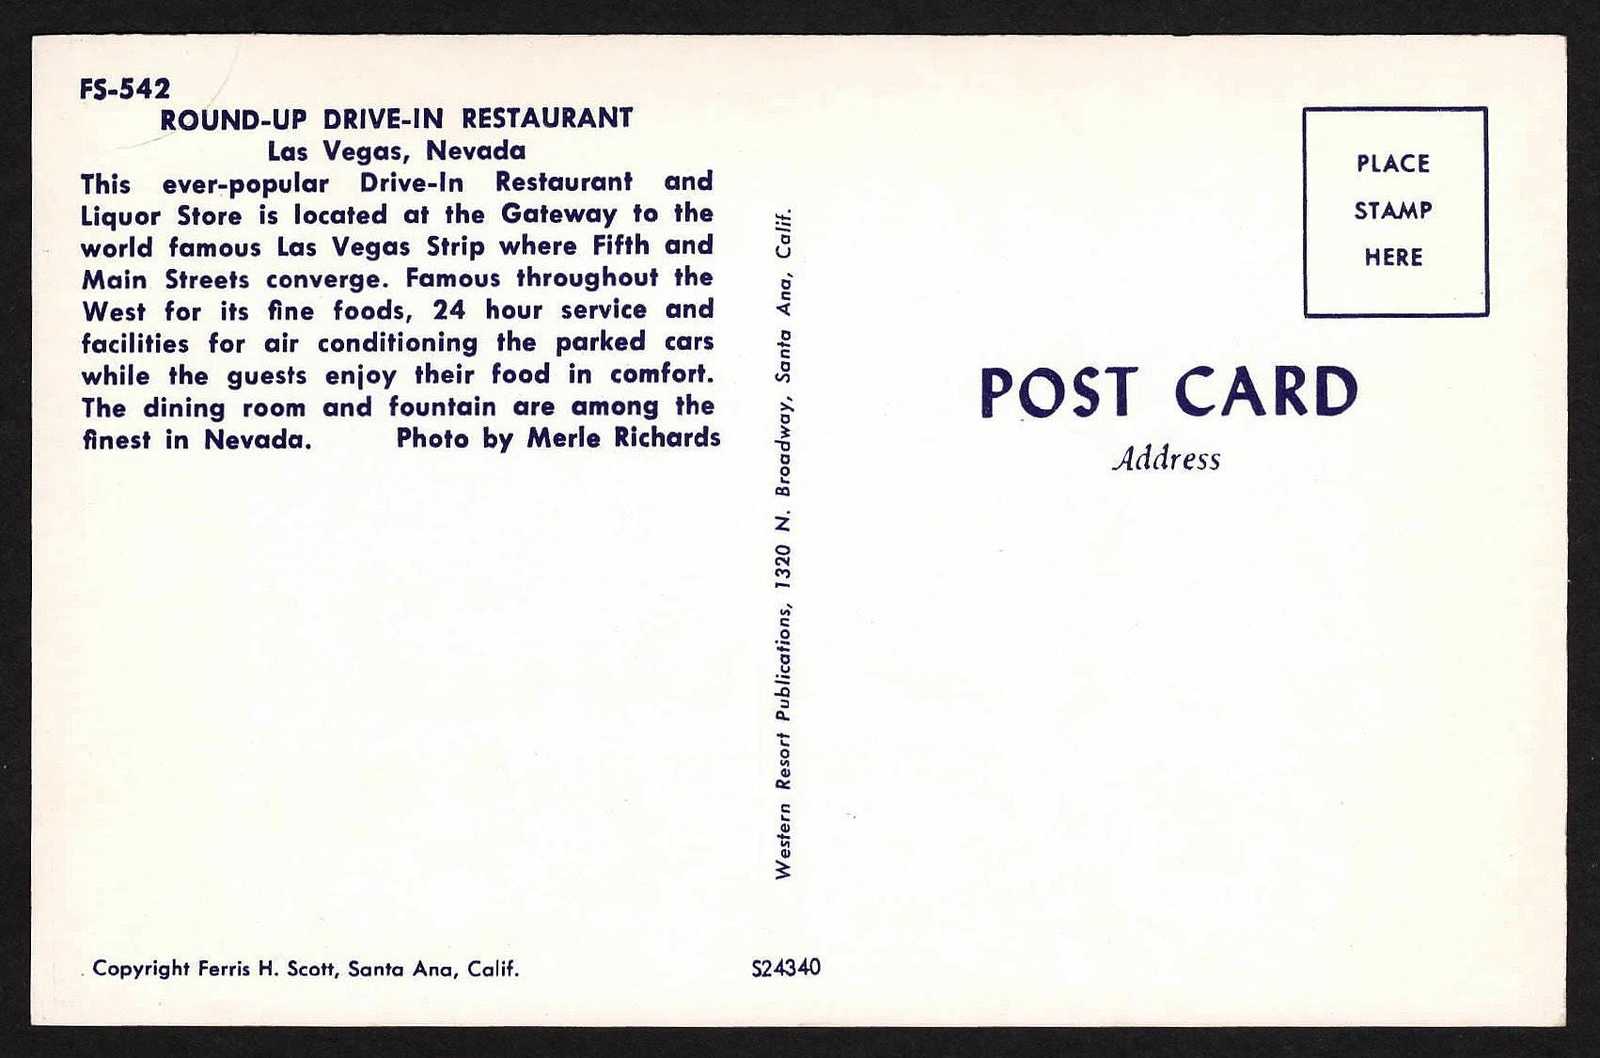 FS-542
ROUND-UP DRIVE-IN RESTAURANT
Las Vegas, Nevada
This ever-popular Drive-In Restaurant and
Liquor Store is located at the Gateway to the
world famous Las Vegas Strip where Fifth and
Main Streets converge. Famous throughout the
West for its fine foods, 24 hour service and
facilities for air conditioning the parked cars
while the guests enjoy their food in comfort.
The dining room and fountain are among the
finest in Nevada. Photo by Merle Richards
Copyright Ferris H. Scott, Santa Ana, Calif.
Western Resort Publications, 1320 N. Broadway, Santa Ana, Calif.
S24340
PLACE
STAMP
HERE
POST CARD
Address